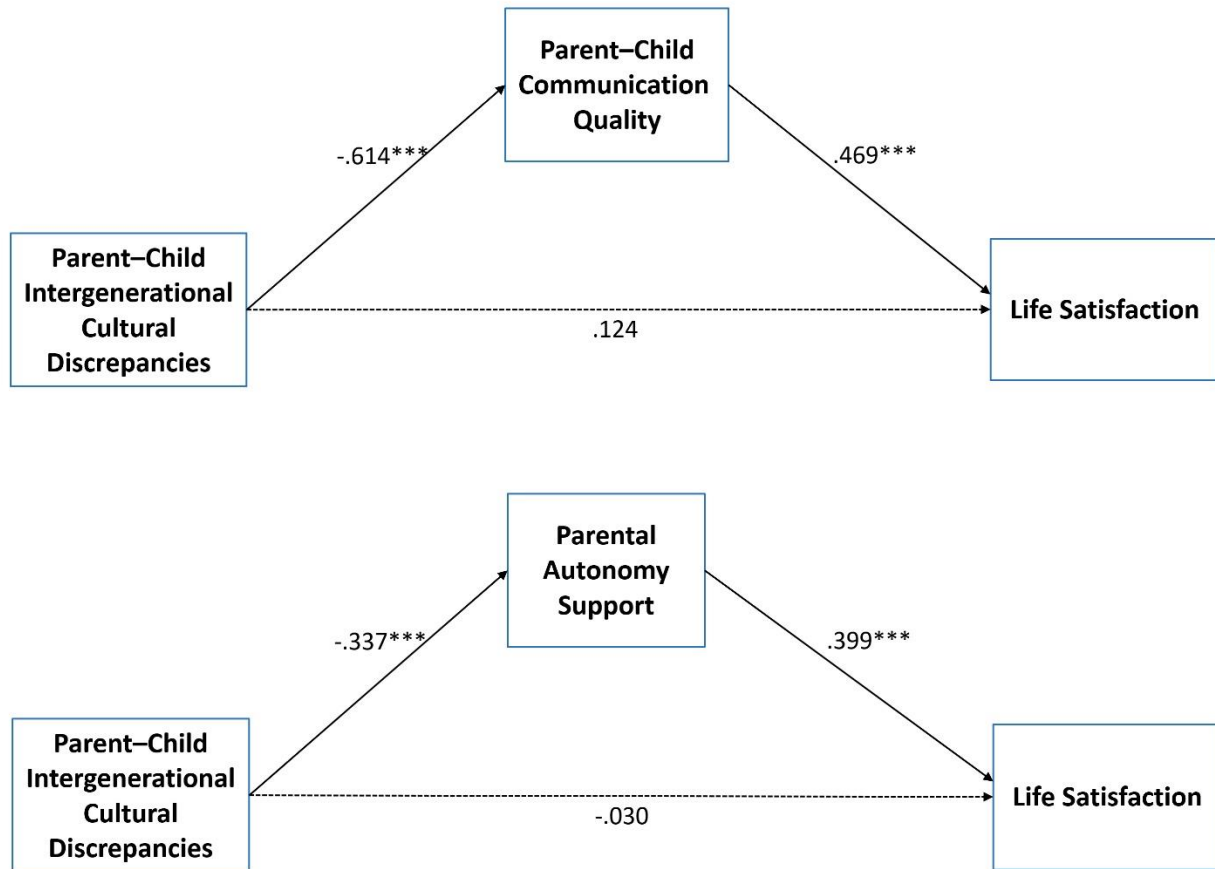 Parent–Child
Communication
Quality
-.614***
.469***
Parent–Child
Intergenerational
Cultural
Discrepancies
.124
Life Satisfaction
Parental
Autonomy
Support
-.337***
.399***
Parent–Child
Intergenerational
Cultural
Discrepancies
-.030
Life Satisfaction